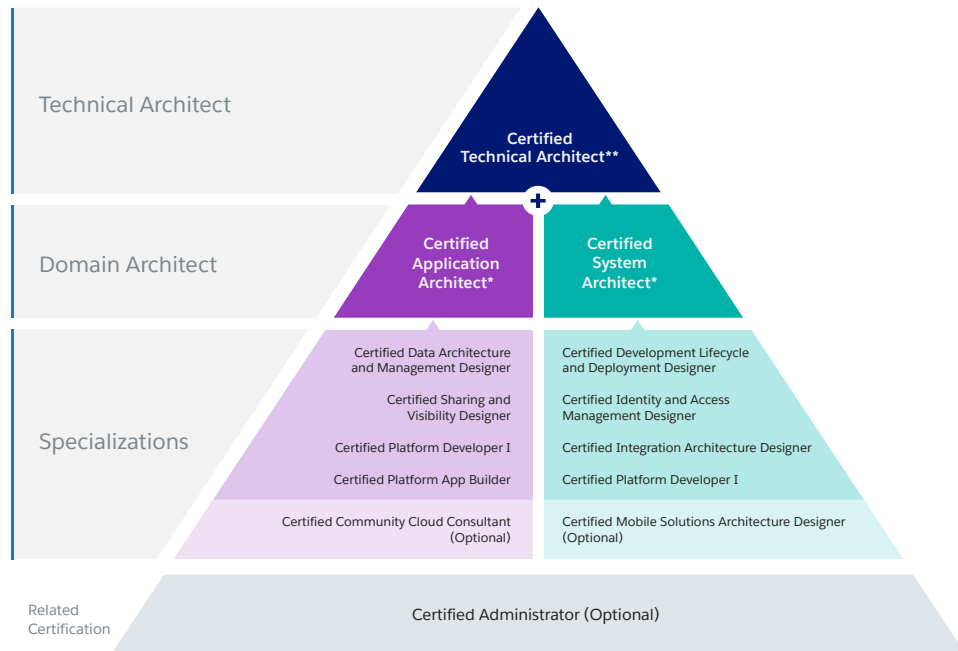 Technical Architect
Certified
Technical Architect**
+
Domain Architect
Certified
Application
Architect*
Certified
System
Architect*
Specializations
Certified Data Architecture
and Management Designer
Certified Sharing and
Visibility Designer
Certified Platform Developer I
Certified Platform App Builder
Certified Community Cloud Consultant
(Optional)
Certified Development Lifecycle
and Deployment Designer
Certified Identity and Access
Management Designer
Certified Integration Architecture Designer
Certified Platform Developer I
Certified Mobile Solutions Architecture Designer
(Optional)
Related
Certification
Certified Administrator (Optional)